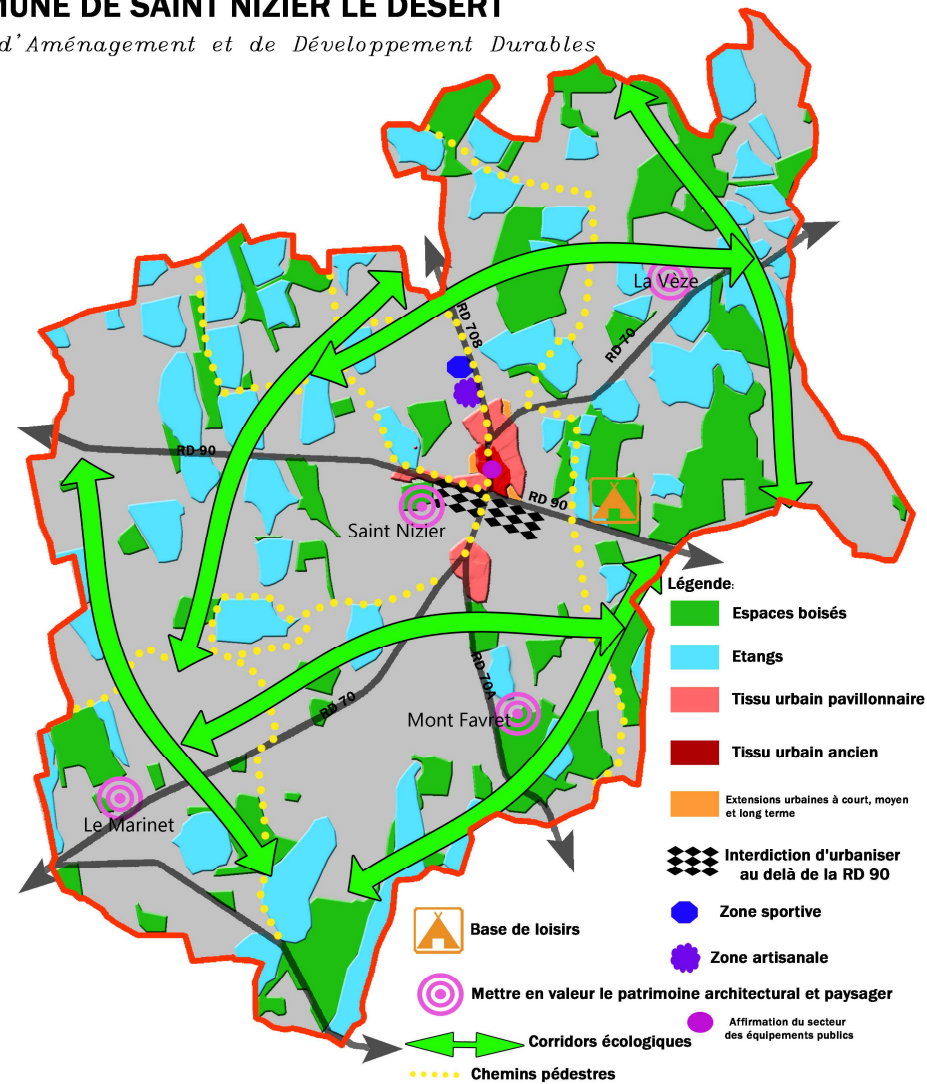 MUNE DE SAINT NIZIER LE DESERT
d'Aménagement et de Développement Durables
La Vèze
RD 70B
RD 70
RD 90
RD 90
Saint Nizier
RD 70A
RD 70
Mont Favret
Le Marinet
Légende:
Espaces boisés
Etangs
Tissu urbain pavillonnaire
Tissu urbain ancien
Extensions urbaines à court, moyen
et long terme
Interdiction d'urbaniser
au delà de la RD 90
Zone sportive
Base de loisirs
Zone artisanale
Mettre en valeur le patrimoine architectural et paysager
Affirmation du secteur
des équipements publics
Corridors écologiques
Chemins pédestres